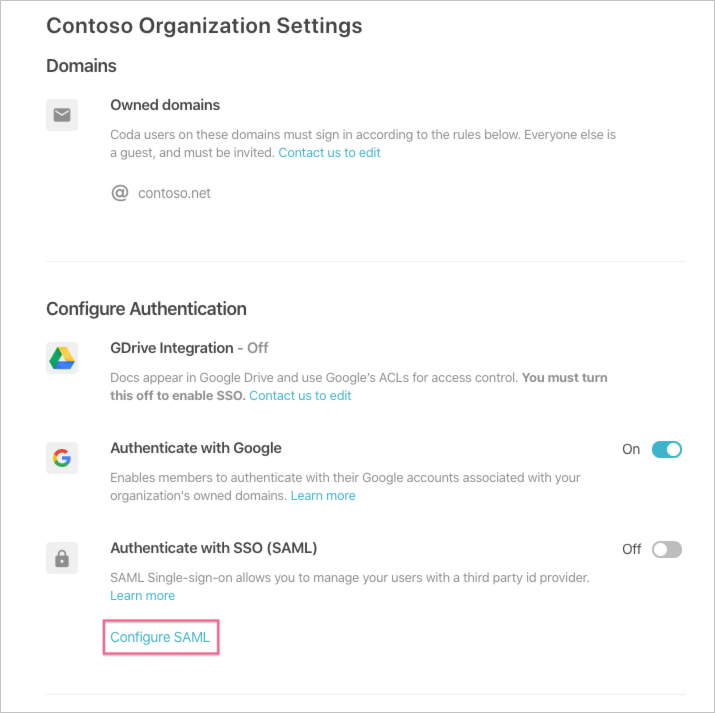 Contoso Organization Settings
Domains
Owned domains
Coda users on these domains must sign in according to the rules below. Everyone else is
a guest, and must be invited. Contact us to edit
@ contoso.net
Configure Authentication
GDrive Integration - Off
Docs appear in Google Drive and use Google's ACLs for access control. You must turn
this off to enable SSO. Contact us to edit
Authenticate with Google
On
Enables members to authenticate with their Google accounts associated with your
organization's owned domains. Learn more
Authenticate with SSO (SAML)
Off
SAML Single-sign-on allows you to manage your users with a third party id provider.
Learn more
Configure SAML